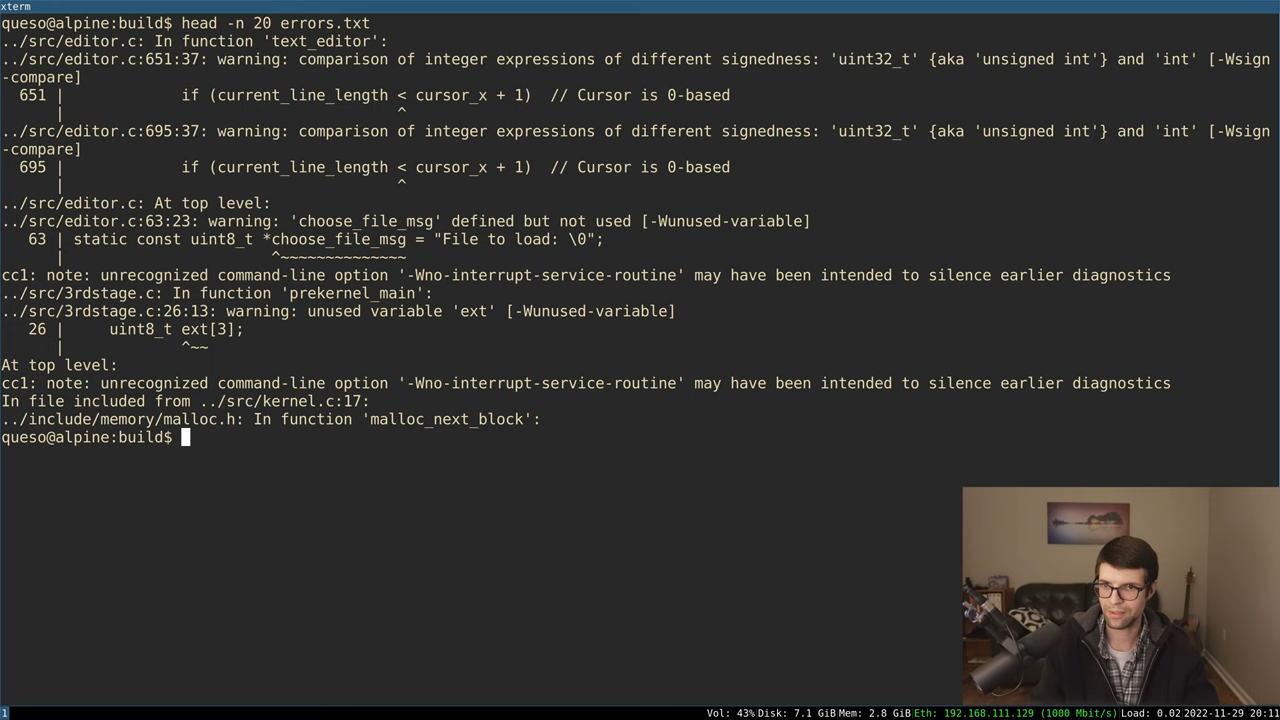 xterm
queso@alpine:build$ head -n 20 errors.txt
../src/editor.c: In function 'text_editor':
../src/editor.c:651:37: warning: comparison of integer expressions of different signedness: 'uint32_t' {aka 'unsigned int'} and 'int' [-Wsign
-compare]
  651 |             if (current_line_length < cursor_x + 1)  // Cursor is 0-based
      |                                     ^
../src/editor.c:695:37: warning: comparison of integer expressions of different signedness: 'uint32_t' {aka 'unsigned int'} and 'int' [-Wsign
-compare]
  695 |             if (current_line_length < cursor_x + 1)  // Cursor is 0-based
      |                                     ^
../src/editor.c: At top level:
../src/editor.c:63:23: warning: 'choose_file_msg' defined but not used [-Wunused-variable]
   63 | static const uint8_t *choose_file_msg = "File to load: \0";
      |                       ^~~~~~~~~~~~~~~
cc1: note: unrecognized command-line option '-Wno-interrupt-service-routine' may have been intended to silence earlier diagnostics
../src/3rdstage.c: In function 'prekernel_main':
../src/3rdstage.c:26:13: warning: unused variable 'ext' [-Wunused-variable]
   26 |     uint8_t ext[3];
      |             ^~~
At top level:
cc1: note: unrecognized command-line option '-Wno-interrupt-service-routine' may have been intended to silence earlier diagnostics
In file included from ../src/kernel.c:17:
../include/memory/malloc.h: In function 'malloc_next_block':
queso@alpine:build$
1 Vol: 43% Disk: 7.1 GiB Mem: 2.8 GiB Eth: 192.168.111.129 (1000 Mbit/s) Load: 0.02 2022-11-29 20:11